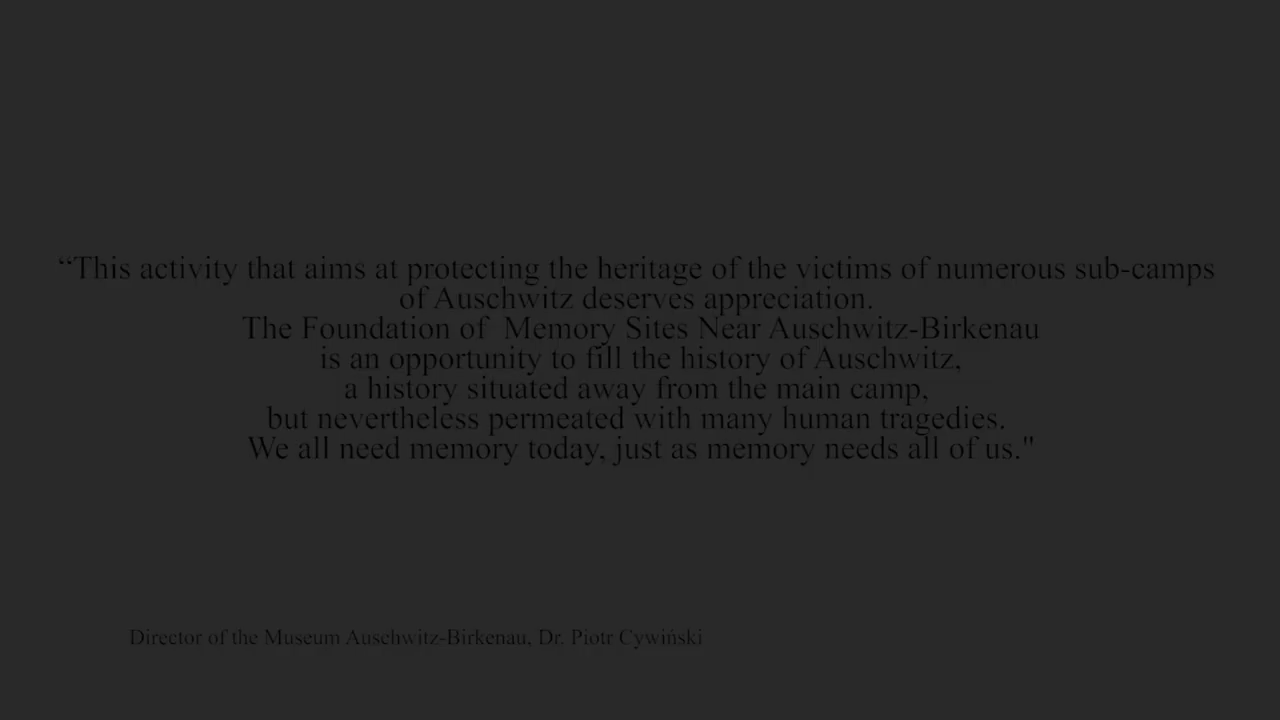 “This activity that aims at protecting the heritage of the victims of numerous sub-camps
of Auschwitz deserves appreciation.
The Foundation of  Memory Sites Near Auschwitz-Birkenau
is an opportunity to fill the history of Auschwitz,
a history situated away from the main camp,
but nevertheless permeated with many human tragedies.
We all need memory today, just as memory needs all of us."
Director of the Museum Auschwitz-Birkenau, Dr. Piotr Cywiński